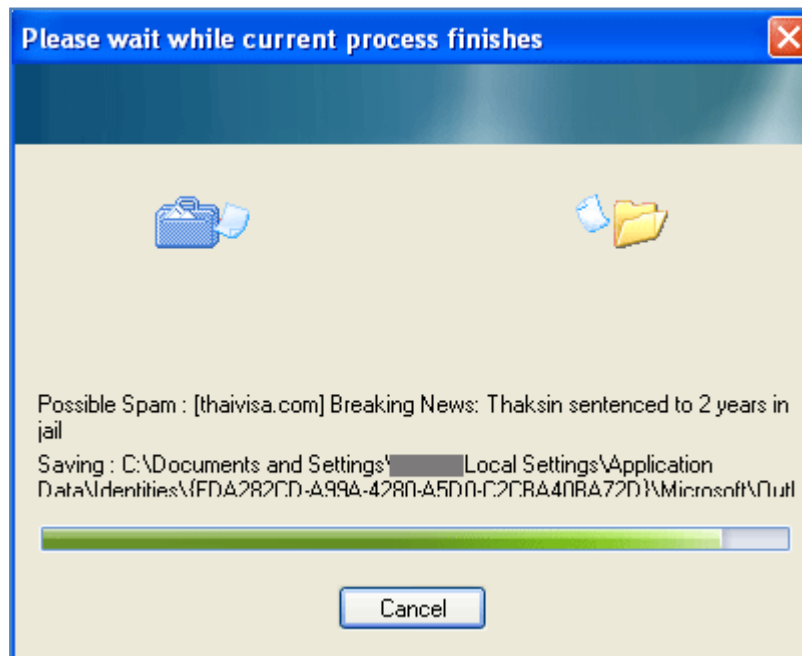 Please wait while current process finishes
Possible Spam : [thaivisa.com] Breaking News: Thaksin sentenced to 2 years in
jail
Saving : C:\Documents and Settings\ Local Settings\Application
Data\Identities\{FDA282CD-A99A-4280-A5D0-C2CBA40BA72D}\Microsoft\Outl
Cancel